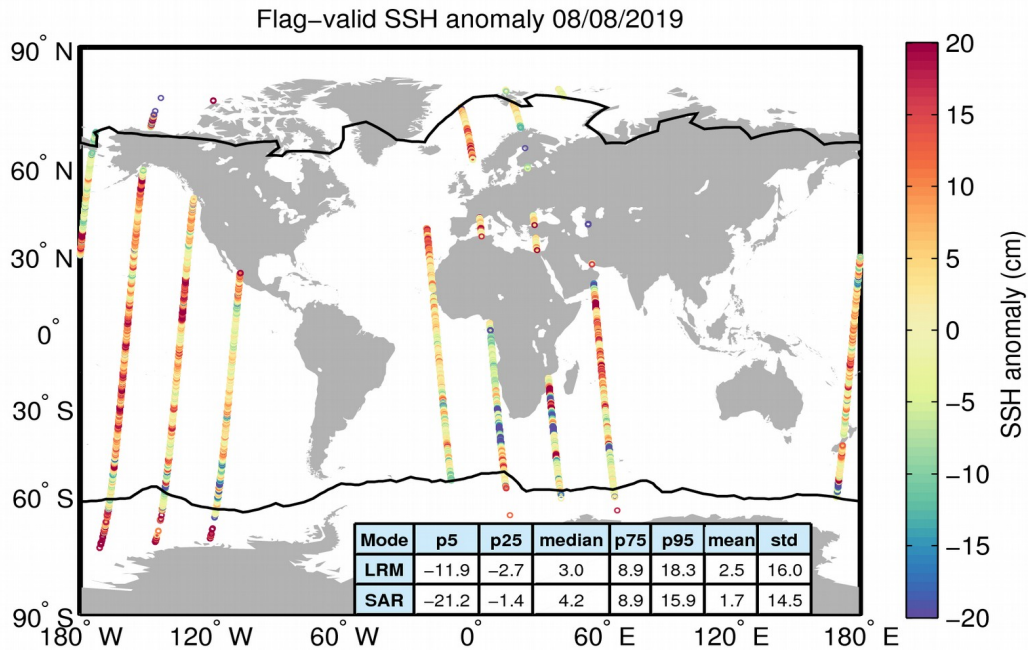 Flag−valid SSH anomaly 08/08/2019
90° N
60° N
30° N
0°
30° S
60° S
90° S
180° W 120° W 60° W 0° 60° E 120° E 180° E
Mode p5 p25 median p75 p95 mean std
LRM −11.9 −2.7 3.0 8.9 18.3 2.5 16.0
SAR −21.2 −1.4 4.2 8.9 15.9 1.7 14.5
20
15
10
5
0
−5
−10
−15
−20
SSH anomaly (cm)